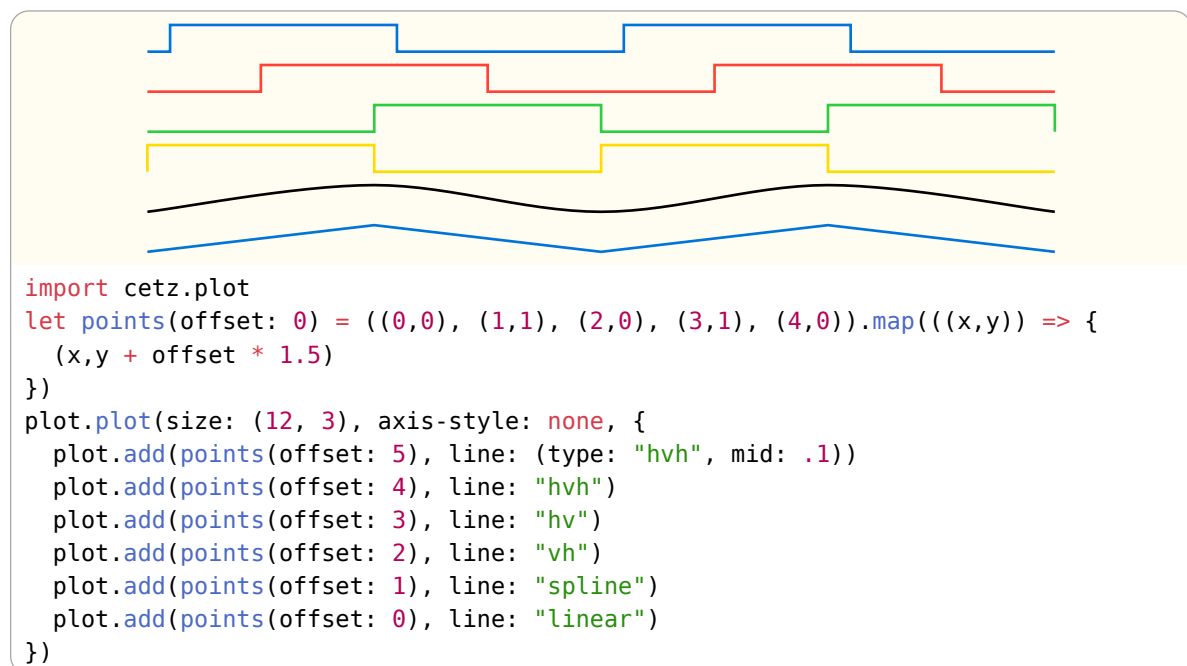 import cetz.plot
let points(offset: 0) = ((0,0), (1,1), (2,0), (3,1), (4,0)).map(((x,y)) => {
  (x,y + offset * 1.5)
})
plot.plot(size: (12, 3), axis-style: none, {
  plot.add(points(offset: 5), line: (type: "hvh", mid: .1))
  plot.add(points(offset: 4), line: "hvh")
  plot.add(points(offset: 3), line: "hv")
  plot.add(points(offset: 2), line: "vh")
  plot.add(points(offset: 1), line: "spline")
  plot.add(points(offset: 0), line: "linear")
})